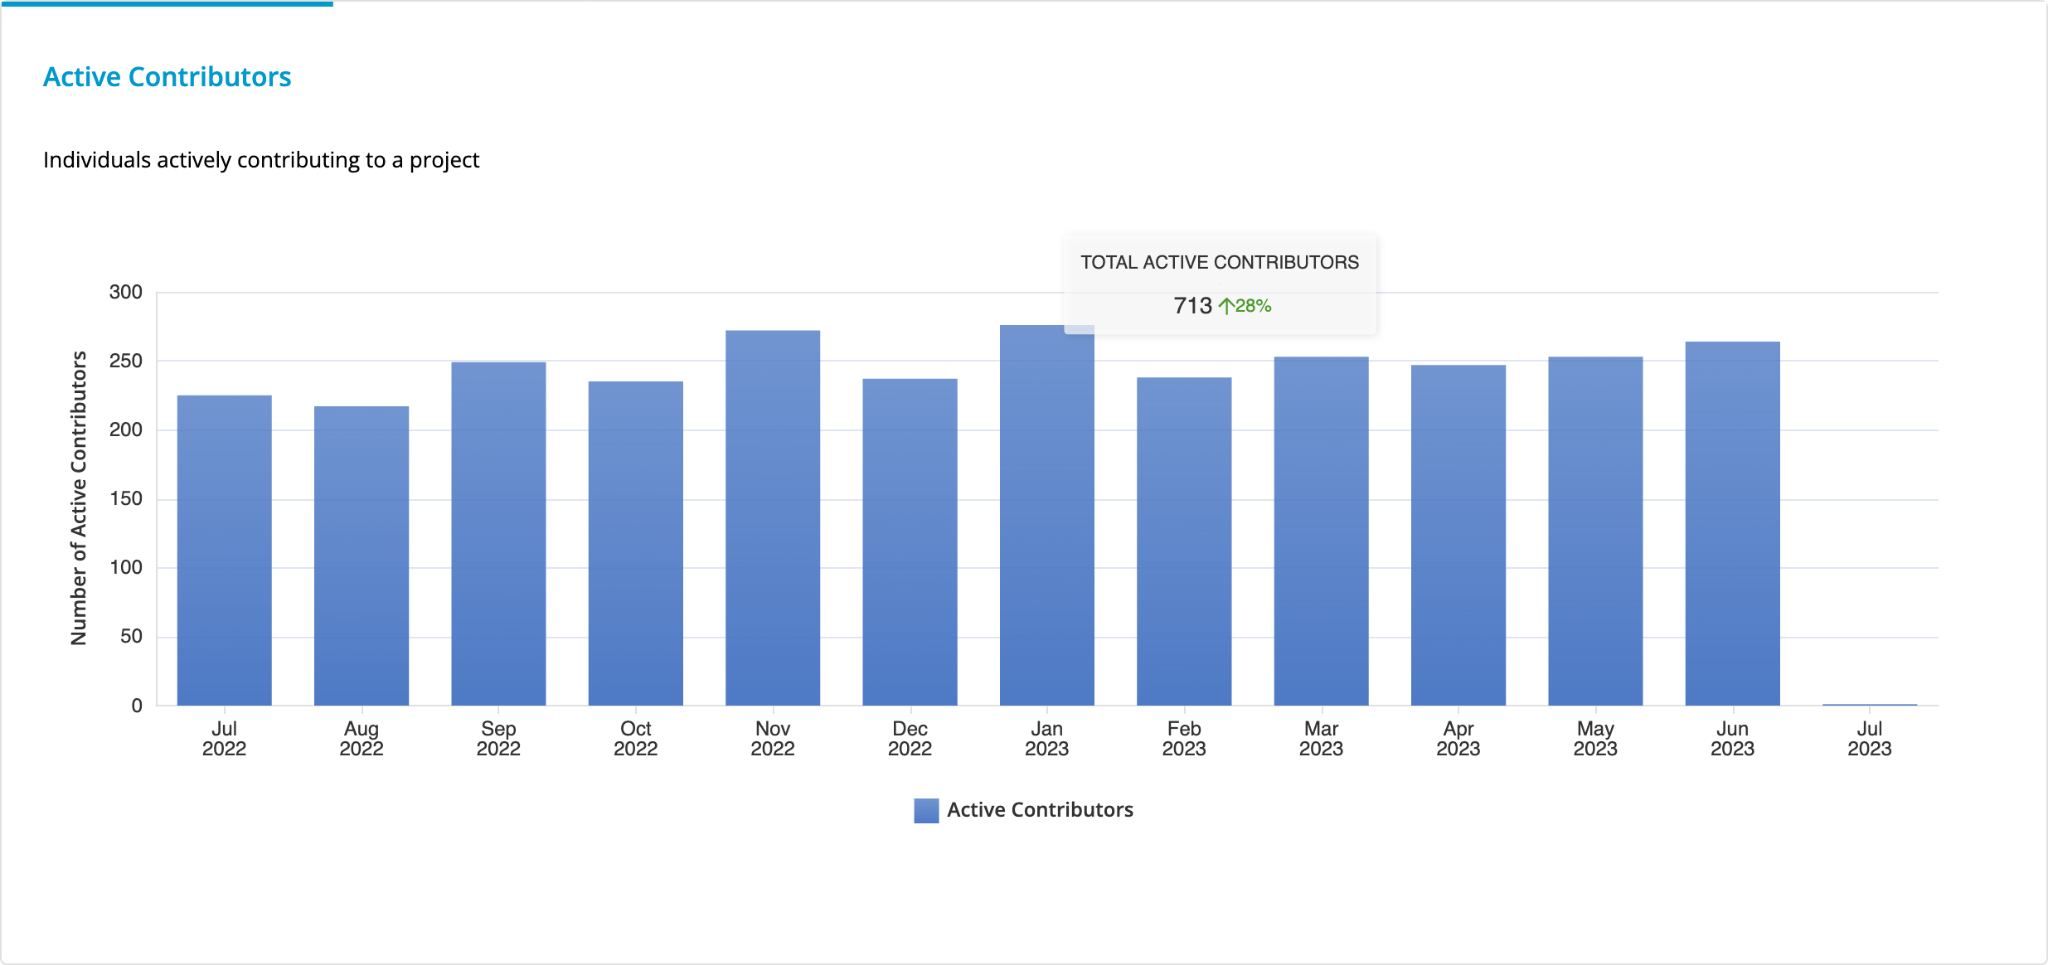 Active Contributors
Individuals actively contributing to a project
TOTAL ACTIVE CONTRIBUTORS
713 ↑28%
Number of Active Contributors
300
250
200
150
100
50
0
Jul 2022
Aug 2022
Sep 2022
Oct 2022
Nov 2022
Dec 2022
Jan 2023
Feb 2023
Mar 2023
Apr 2023
May 2023
Jun 2023
Jul 2023
Active Contributors